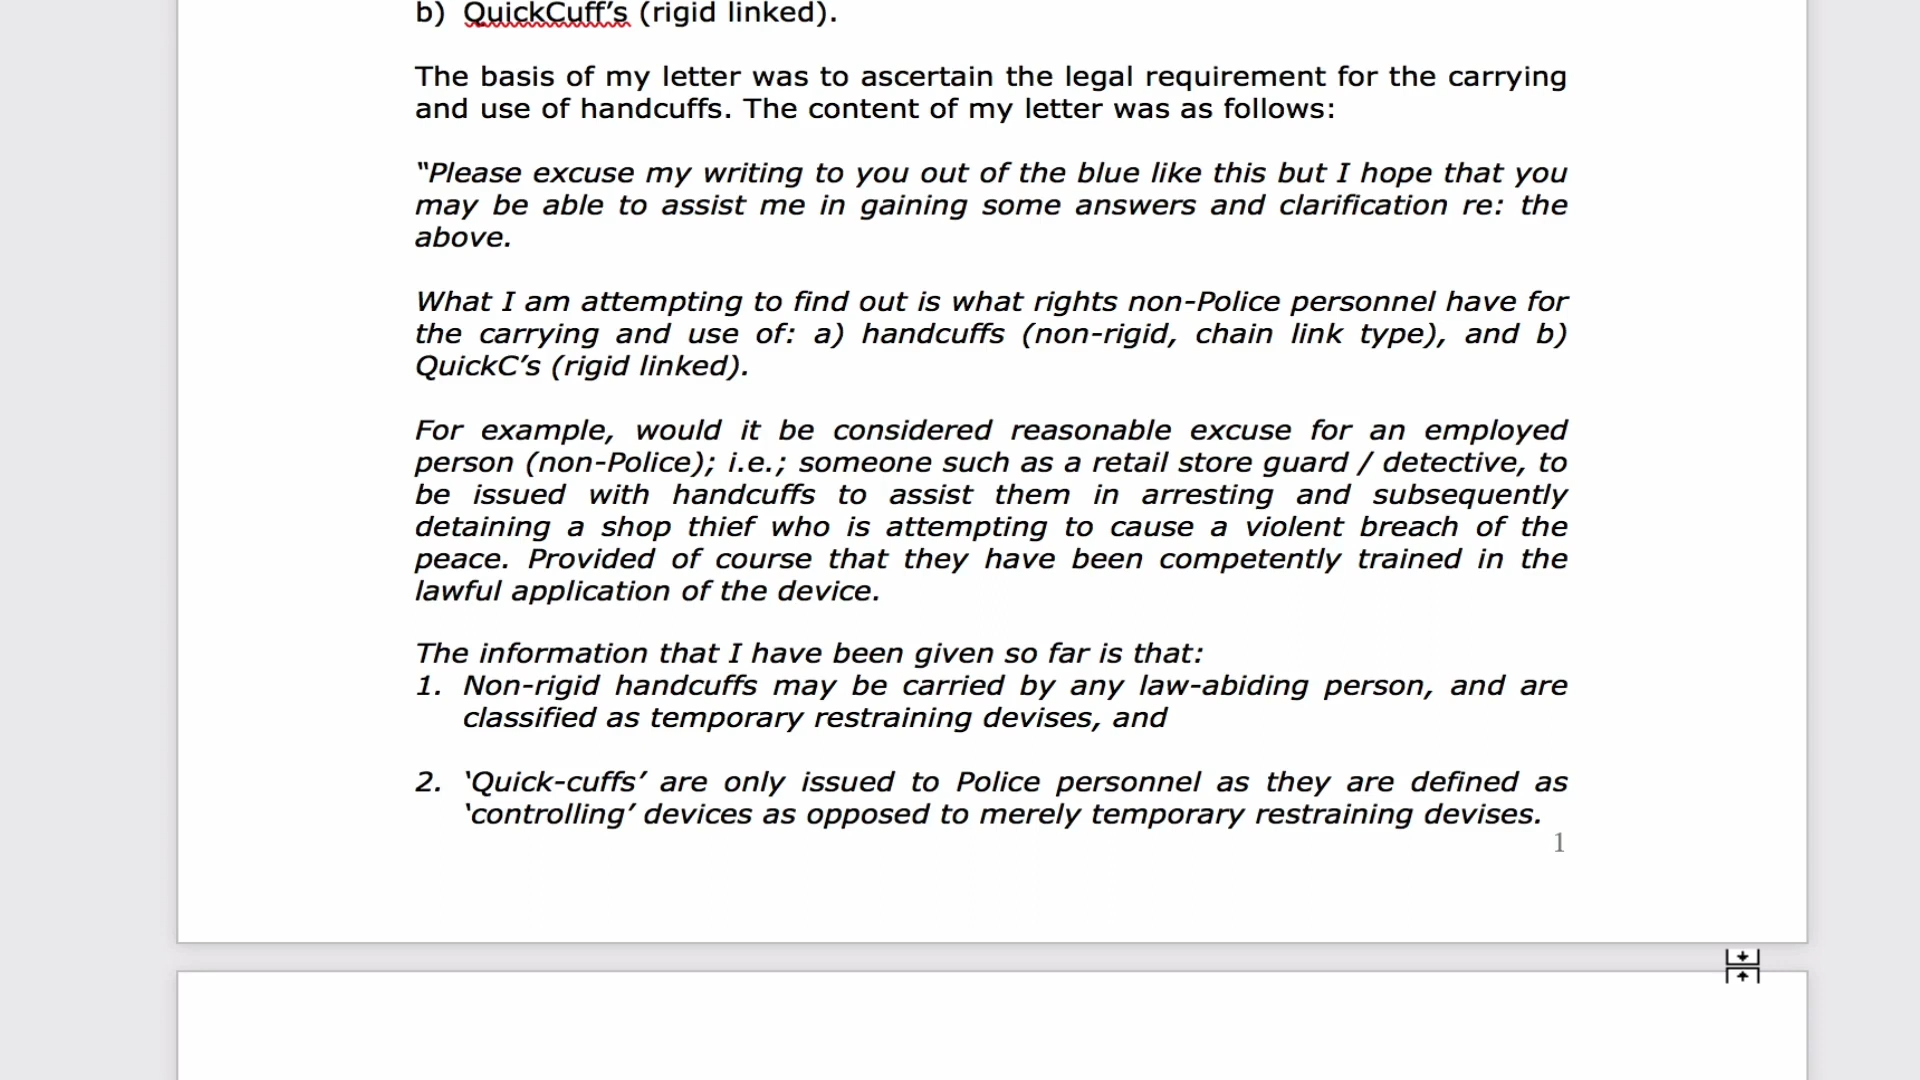 b) QuickCuff's (rigid linked).
The basis of my letter was to ascertain the legal requirement for the carrying
and use of handcuffs. The content of my letter was as follows:
“Please excuse my writing to you out of the blue like this but I hope that you
may be able to assist me in gaining some answers and clarification re: the
above.
What I am attempting to find out is what rights non-Police personnel have for
the carrying and use of: a) handcuffs (non-rigid, chain link type), and b)
QuickC’s (rigid linked).
For example, would it be considered reasonable excuse for an employed
person (non-Police); i.e.; someone such as a retail store guard / detective, to
be issued with handcuffs to assist them in arresting and subsequently
detaining a shop thief who is attempting to cause a violent breach of the
peace. Provided of course that they have been competently trained in the
lawful application of the device.
The information that I have been given so far is that:
1. Non-rigid handcuffs may be carried by any law-abiding person, and are
classified as temporary restraining devises, and
2. ‘Quick-cuffs’ are only issued to Police personnel as they are defined as
‘controlling’ devices as opposed to merely temporary restraining devises.
1